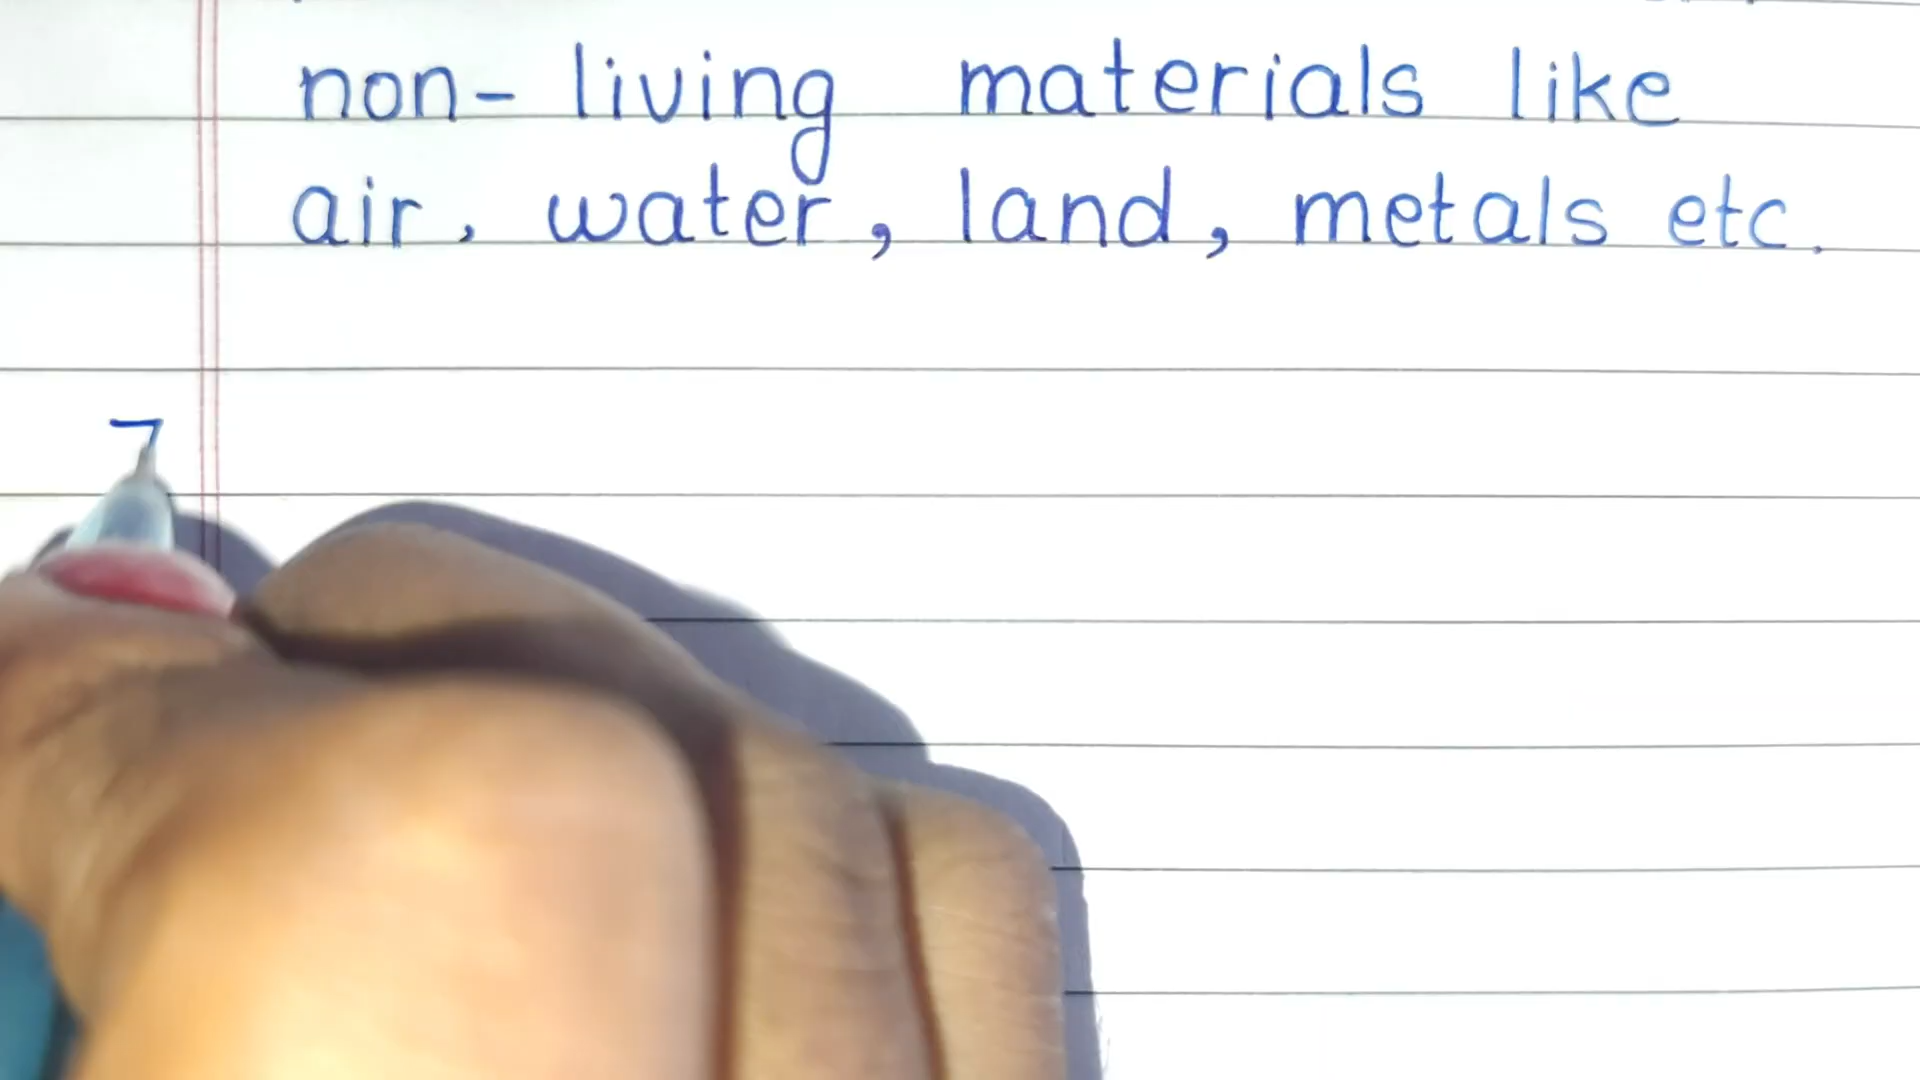 non-living materials like
air, water, land, metals etc.
7